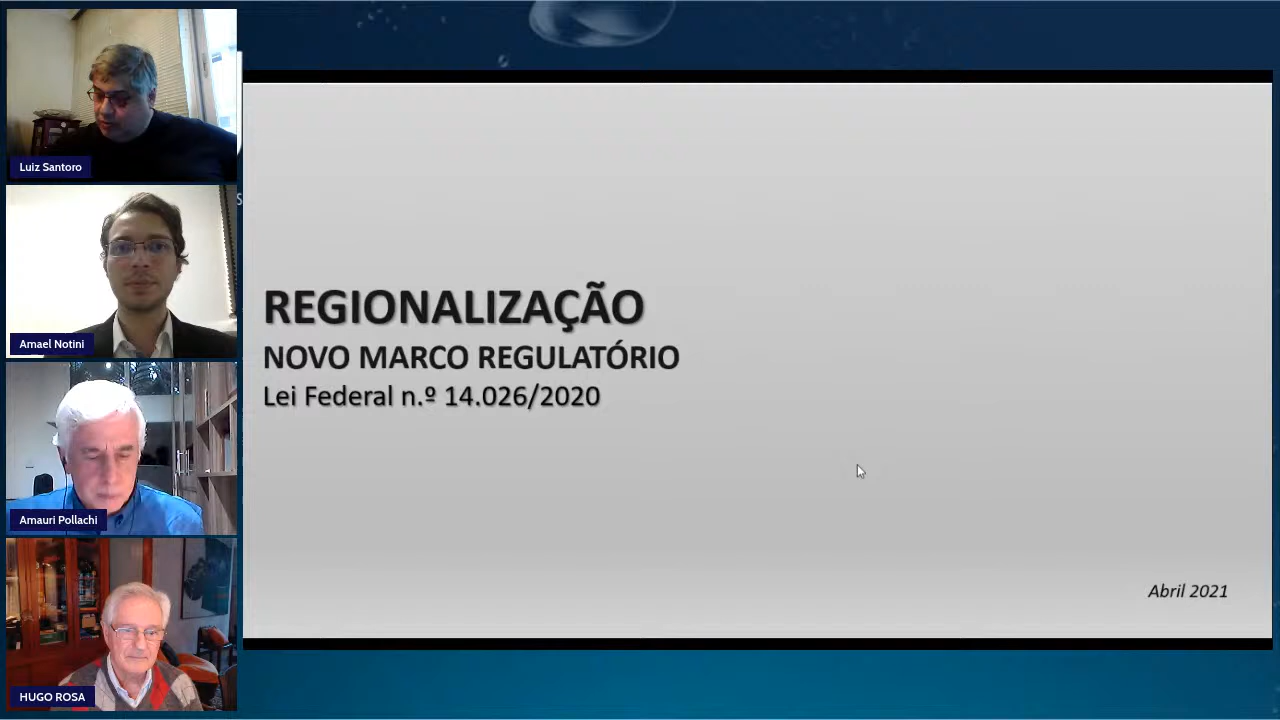 Luiz Santoro
Amael Notini
Amauri Pollachi
HUGO ROSA
REGIONALIZAÇÃO
NOVO MARCO REGULATÓRIO
Lei Federal n.º 14.026/2020
Abril 2021